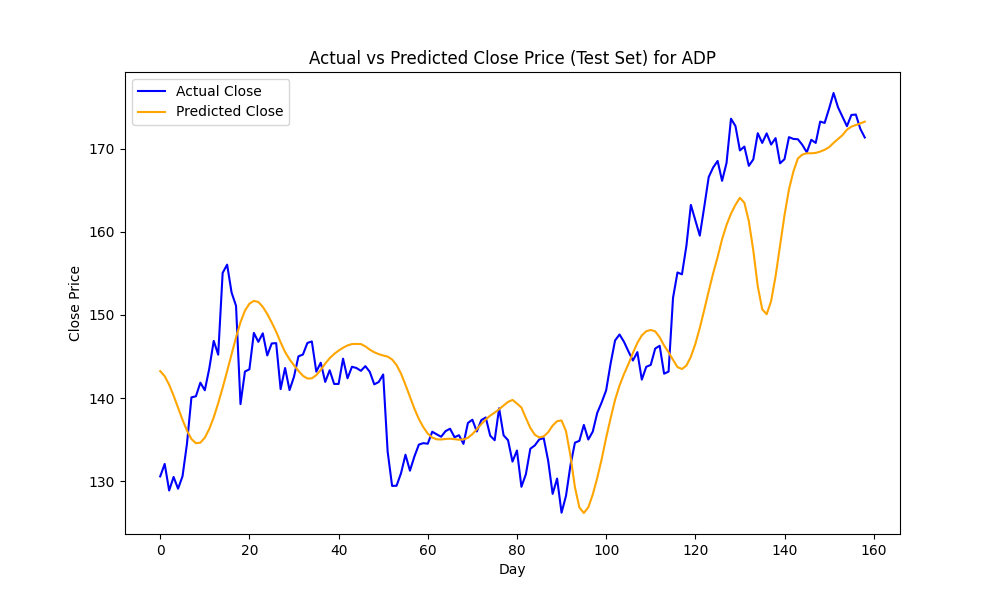 Actual vs Predicted Close Price (Test Set) for ADP
Actual Close
Predicted Close
Close Price
170
160
150
140
130
0 20 40 60 80 100 120 140 160
Day